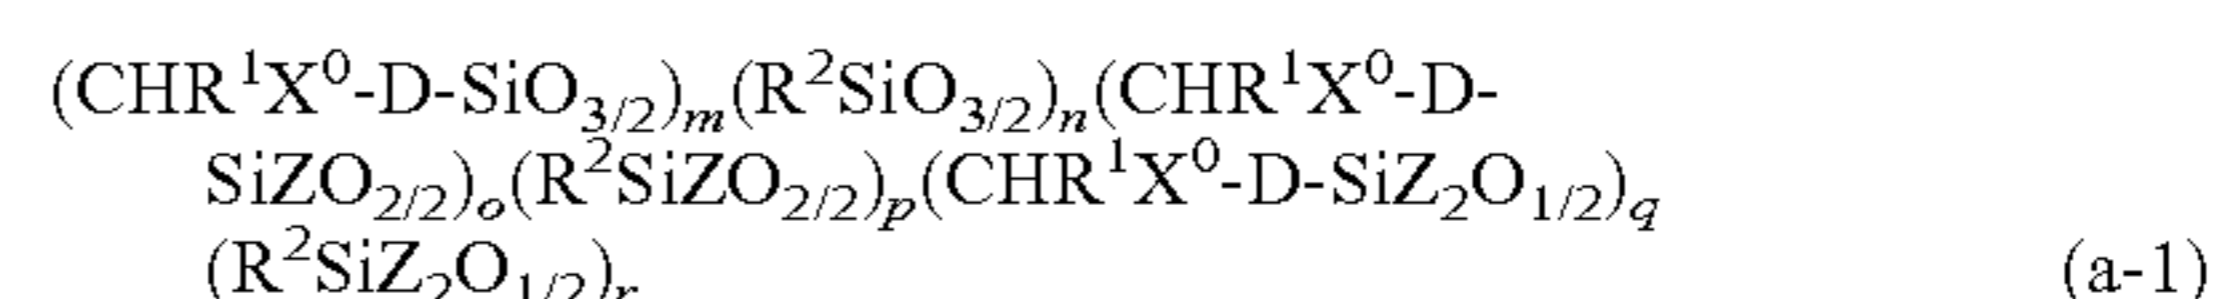 (CHR¹X⁰-D-SiO₃/₂)ₘ(R²SiO₃/₂)ₙ(CHR¹X⁰-D-
SiZO₂/₂)ₒ(R²SiZO₂/₂)ₚ(CHR¹X⁰-D-SiZ₂O₁/₂)q
(R²SiZ₂O₁/₂)ᵣ (a-1)